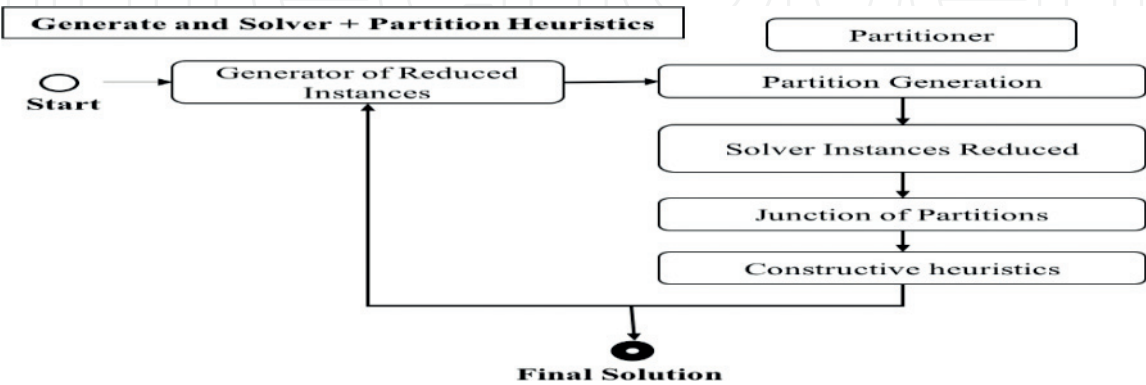 Generate and Solver + Partition Heuristics
Partitioner
Start
Generator of Reduced
Instances
Partition Generation
Solver Instances Reduced
Junction of Partitions
Constructive heuristics
Final Solution